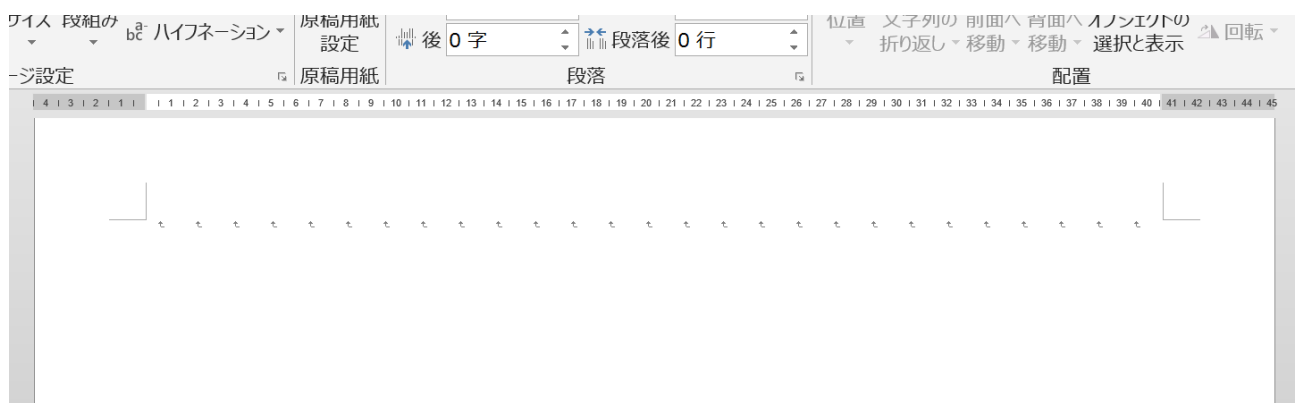 サイズ 段組み bc a- ハイフネーション 原稿用紙 設定 後 0 字 段落後 0 行 位置 文字列の 折り返し 前面へ 移動 背面へ 移動 オブジェクトの 選択と表示 回転
ージ設定 原稿用紙 段落 配置
4 3 2 1 1 2 3 4 5 6 7 8 9 10 11 12 13 14 15 16 17 18 19 20 21 22 23 24 25 26 27 28 29 30 31 32 33 34 35 36 37 38 39 40 41 42 43 44 45